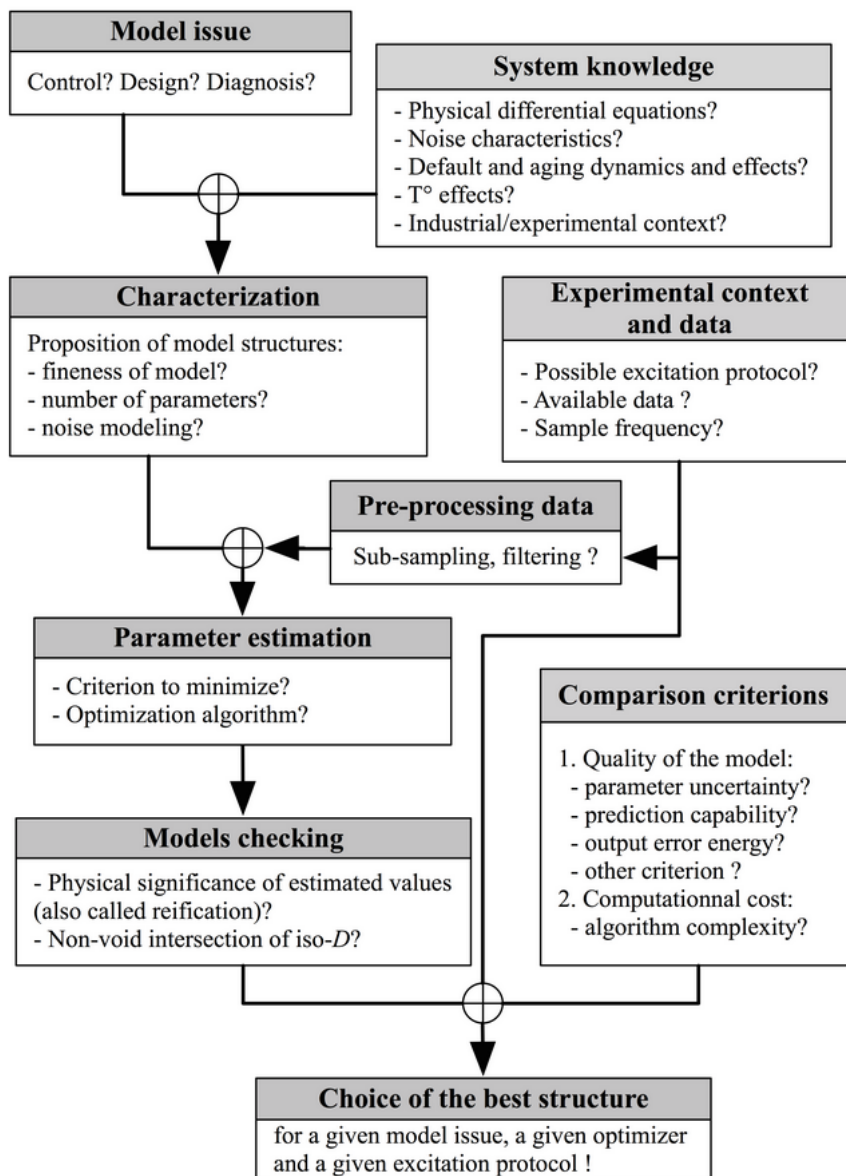 Model issue
Control? Design? Diagnosis?
System knowledge
- Physical differential equations?
- Noise characteristics?
- Default and aging dynamics and effects?
- T° effects?
- Industrial/experimental context?
Characterization
Proposition of model structures:
- fineness of model?
- number of parameters?
- noise modeling?
Experimental context
and data
- Possible excitation protocol?
- Available data ?
- Sample frequency?
Pre-processing data
Sub-sampling, filtering ?
Parameter estimation
- Criterion to minimize?
- Optimization algorithm?
Comparison criterions
1. Quality of the model:
- parameter uncertainty?
- prediction capability?
- output error energy?
- other criterion ?
2. Computationnal cost:
- algorithm complexity?
Models checking
- Physical significance of estimated values
(also called reification)?
- Non-void intersection of iso-D?
Choice of the best structure
for a given model issue, a given optimizer
and a given excitation protocol !